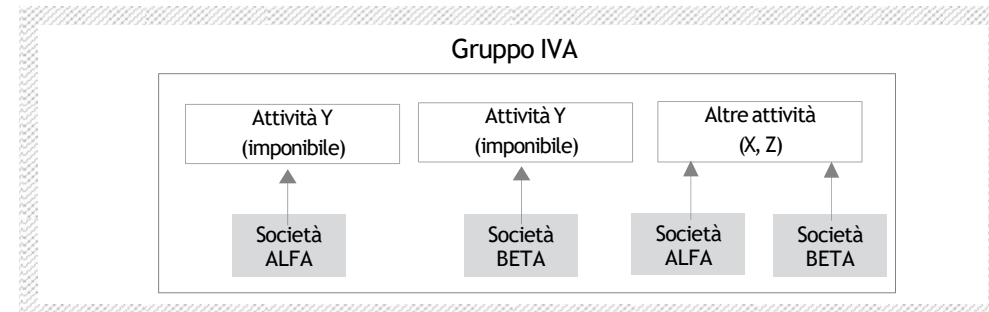 Gruppo IVA
Attività Y
(imponibile)
Attività Y
(imponibile)
Altre attività
(X, Z)
Società
ALFA
Società
BETA
Società
ALFA
Società
BETA